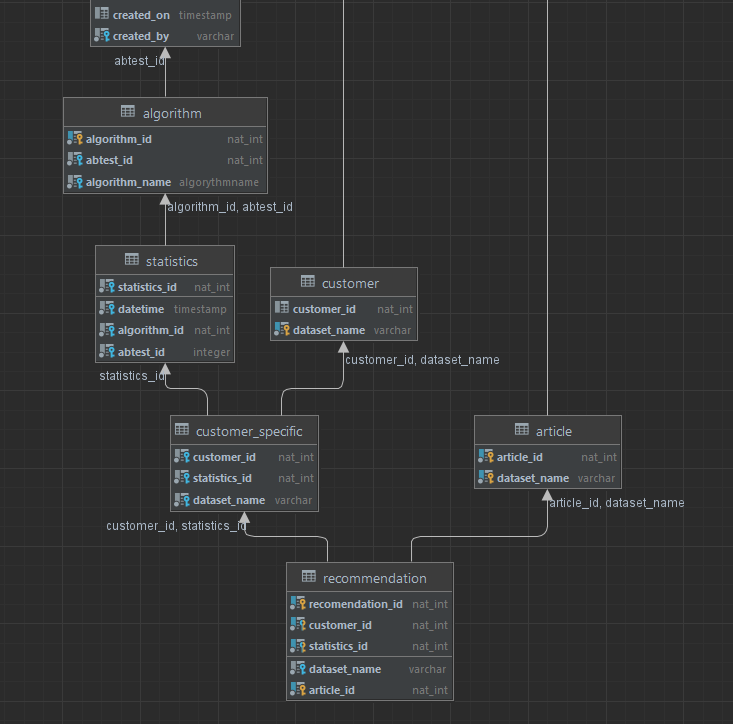 created_on timestamp
created_by varchar
abtest_id
algorithm
algorithm_id nat_int
abtest_id nat_int
algorithm_name algorythmname
algorithm_id, abtest_id
statistics
statistics_id nat_int
datetime timestamp
algorithm_id nat_int
abtest_id integer
customer
customer_id nat_int
dataset_name varchar
customer_id, dataset_name
statistics_id
customer_specific
customer_id nat_int
statistics_id nat_int
dataset_name varchar
article
article_id nat_int
dataset_name varchar
article_id, dataset_name
customer_id, statistics_id
recommendation
recomendation_id nat_int
customer_id nat_int
statistics_id nat_int
dataset_name varchar
article_id nat_int